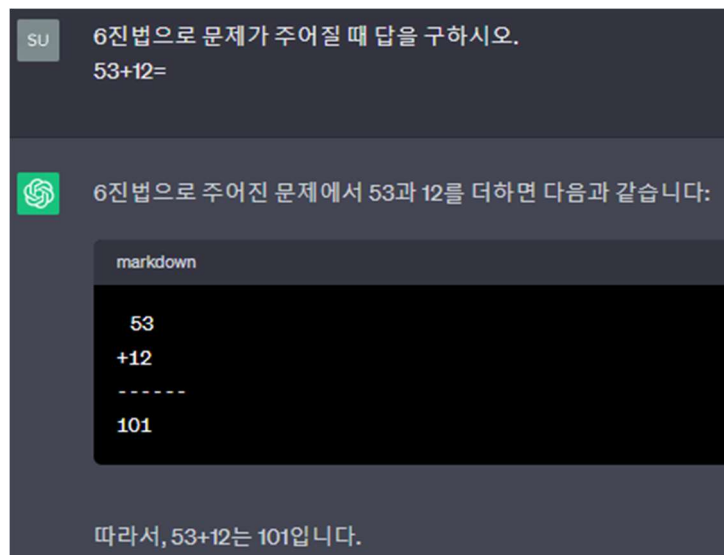 SU
6진법으로 문제가 주어질 때 답을 구하시오.
53+12=
6진법으로 주어진 문제에서 53과 12를 더하면 다음과 같습니다:
markdown
53
+12
------
101
따라서, 53+12는 101입니다.